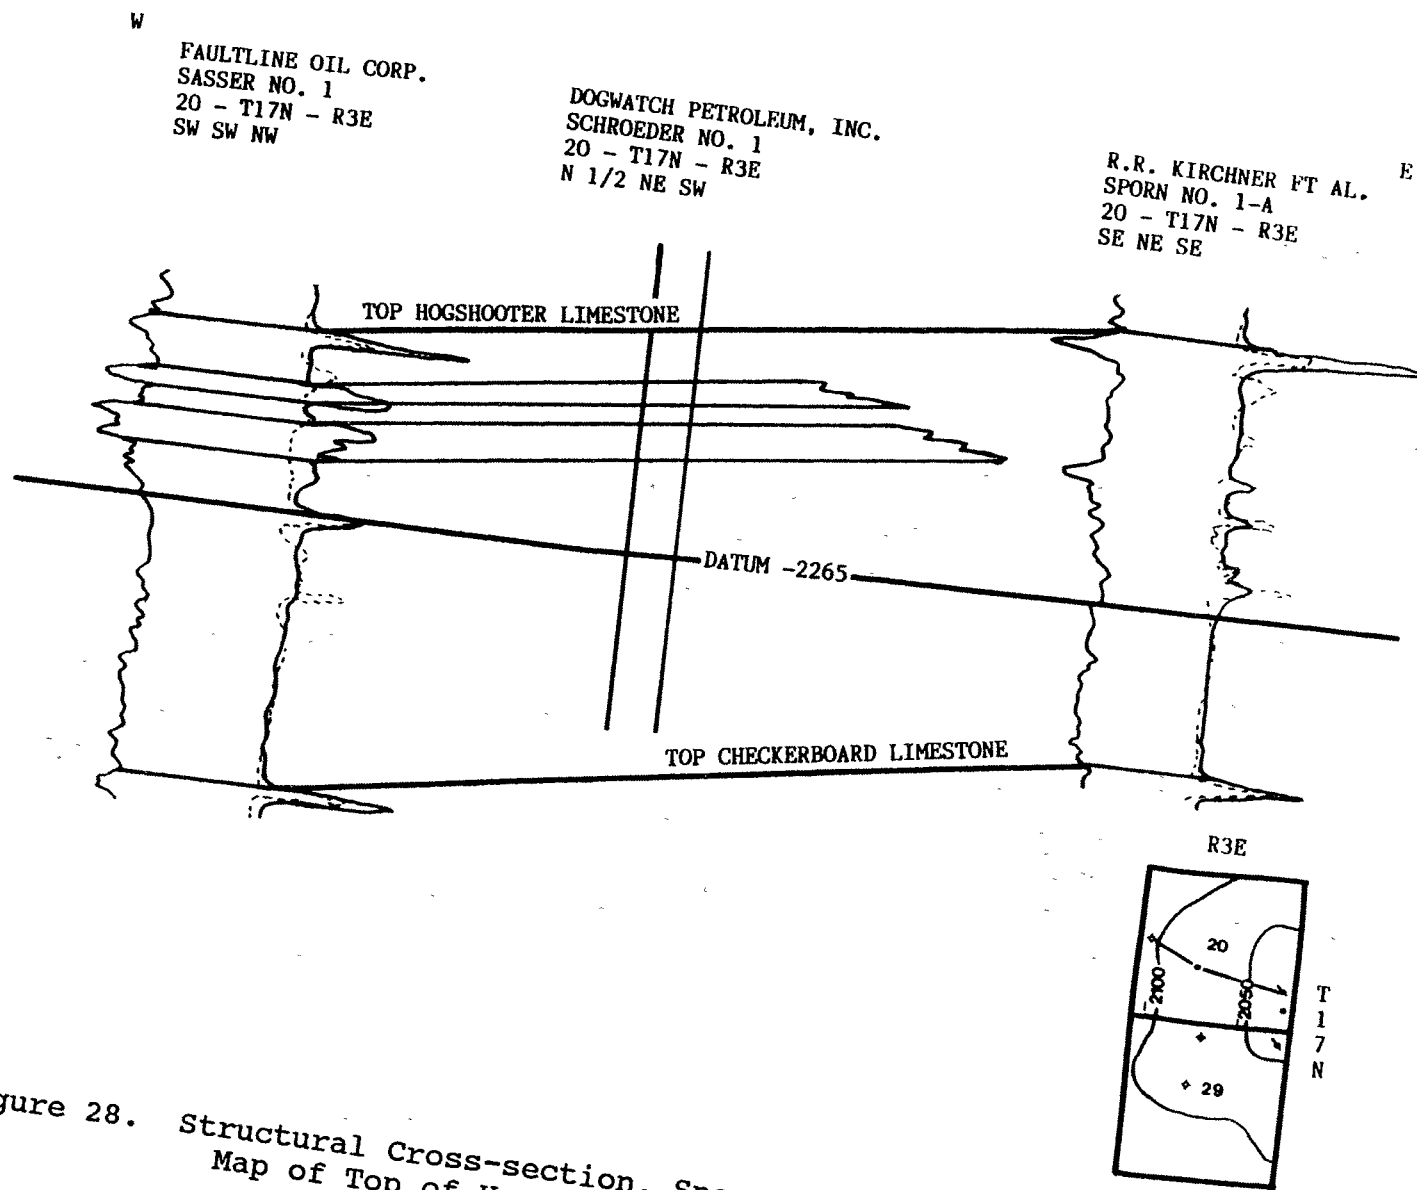 W
FAULTLINE OIL CORP.
SASSER NO. 1
20 - T17N - R3E
SW SW NW
DOGWATCH PETROLEUM, INC.
SCHROEDER NO. 1
20 - T17N - R3E
N 1/2 NE SW
E
R.R. KIRCHNER ET AL.
SPORN NO. 1-A
20 - T17N - R3E
SE NE SE
TOP HOGSHOOTER LIMESTONE
DATUM -2265
TOP CHECKERBOARD LIMESTONE
R3E
20
-2100
-2050
T17N
29
gure 28. Structural Cross-section,
Map of Top of